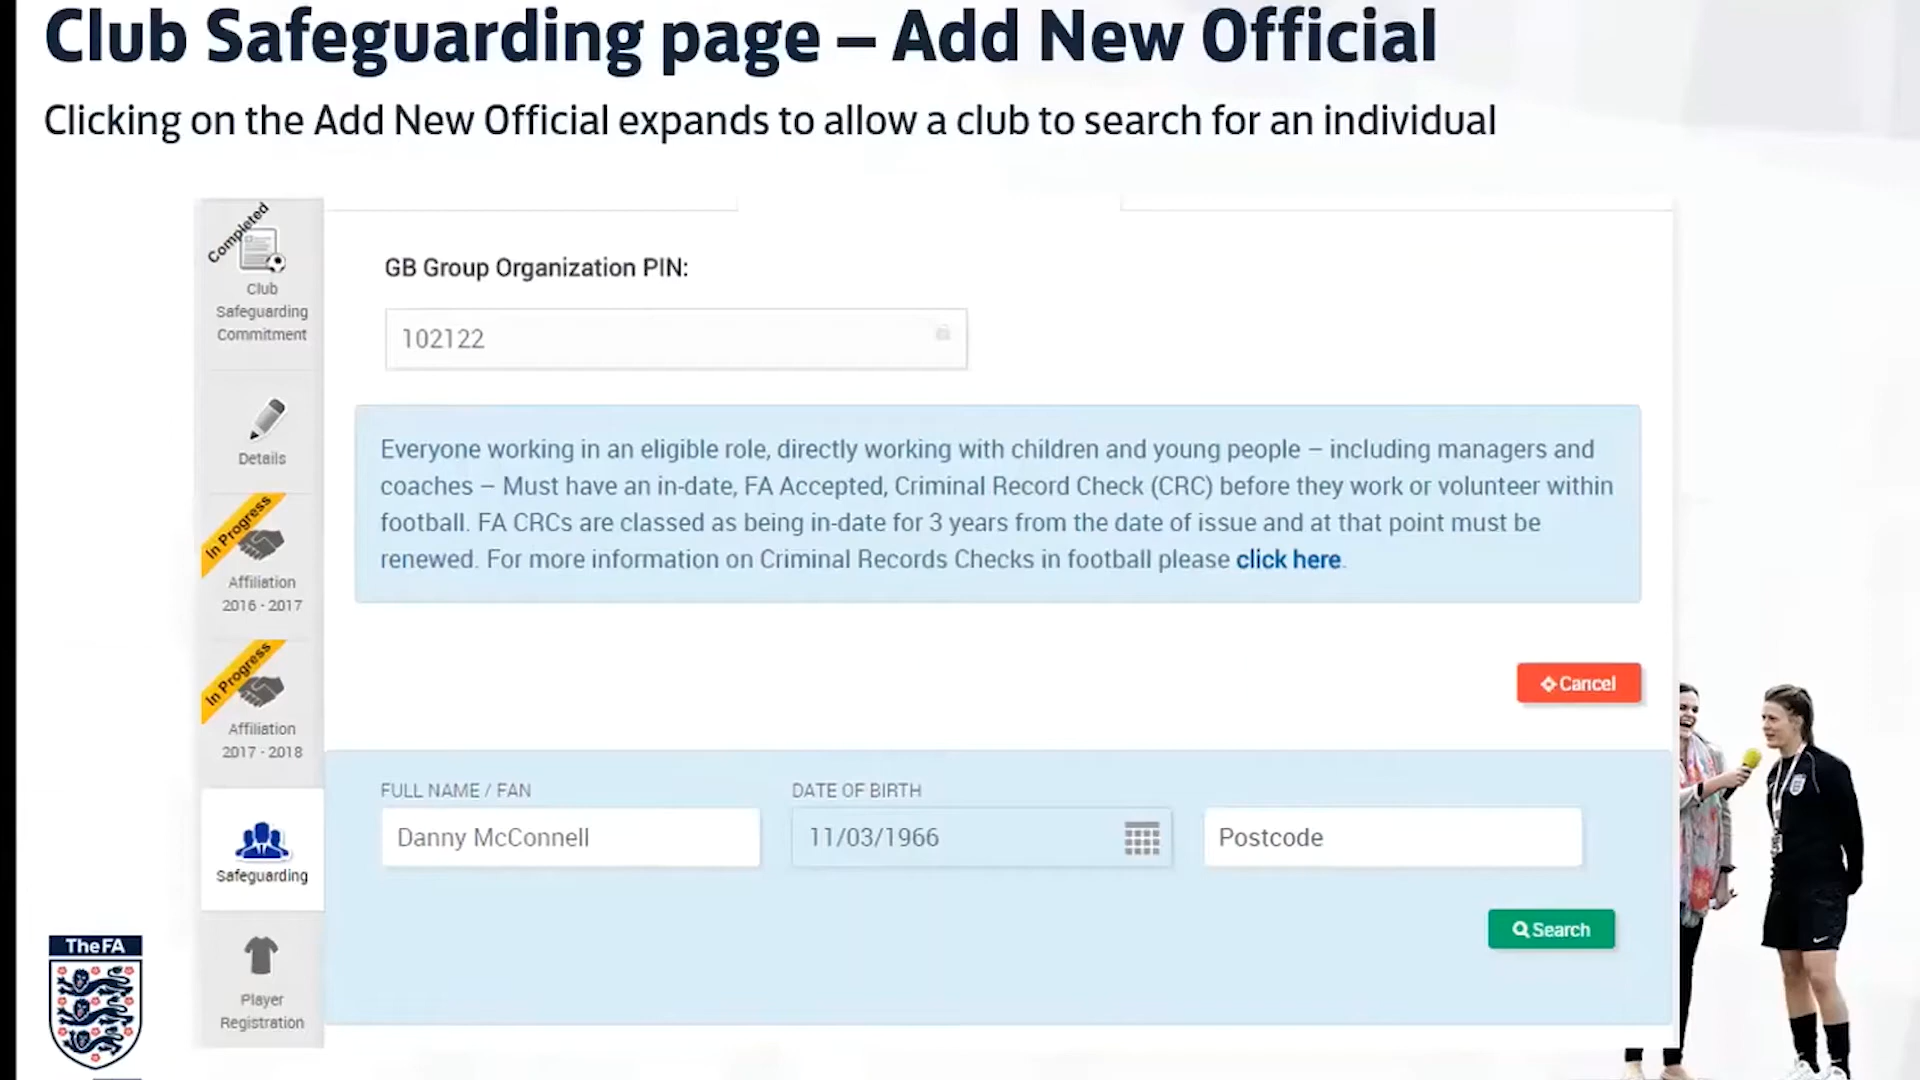 Club Safeguarding page – Add New Official
Clicking on the Add New Official expands to allow a club to search for an individual
Completed
Club
Safeguarding
Commitment
Details
In Progress
Affiliation
2016 - 2017
In Progress
Affiliation
2017 - 2018
Safeguarding
Player
Registration
GB Group Organization PIN:
102122
Everyone working in an eligible role, directly working with children and young people – including managers and
coaches – Must have an in-date, FA Accepted, Criminal Record Check (CRC) before they work or volunteer within
football. FA CRCs are classed as being in-date for 3 years from the date of issue and at that point must be
renewed. For more information on Criminal Records Checks in football please click here.
Cancel
FULL NAME / FAN
DATE OF BIRTH
Danny McConnell
11/03/1966
Postcode
Search
The FA